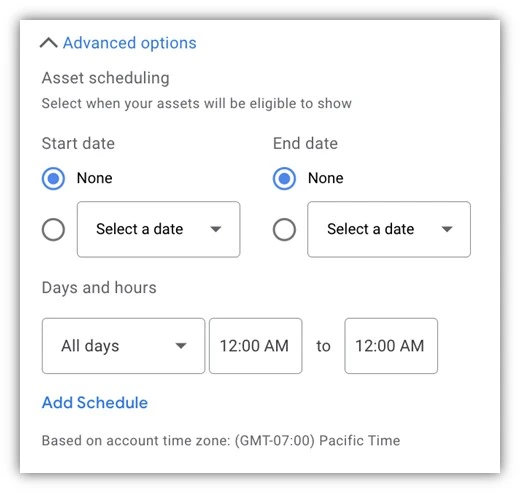 Advanced options
Asset scheduling
Select when your assets will be eligible to show
Start date End date
None None
Select a date Select a date
Days and hours
All days 12:00 AM to 12:00 AM
Add Schedule
Based on account time zone: (GMT-07:00) Pacific Time